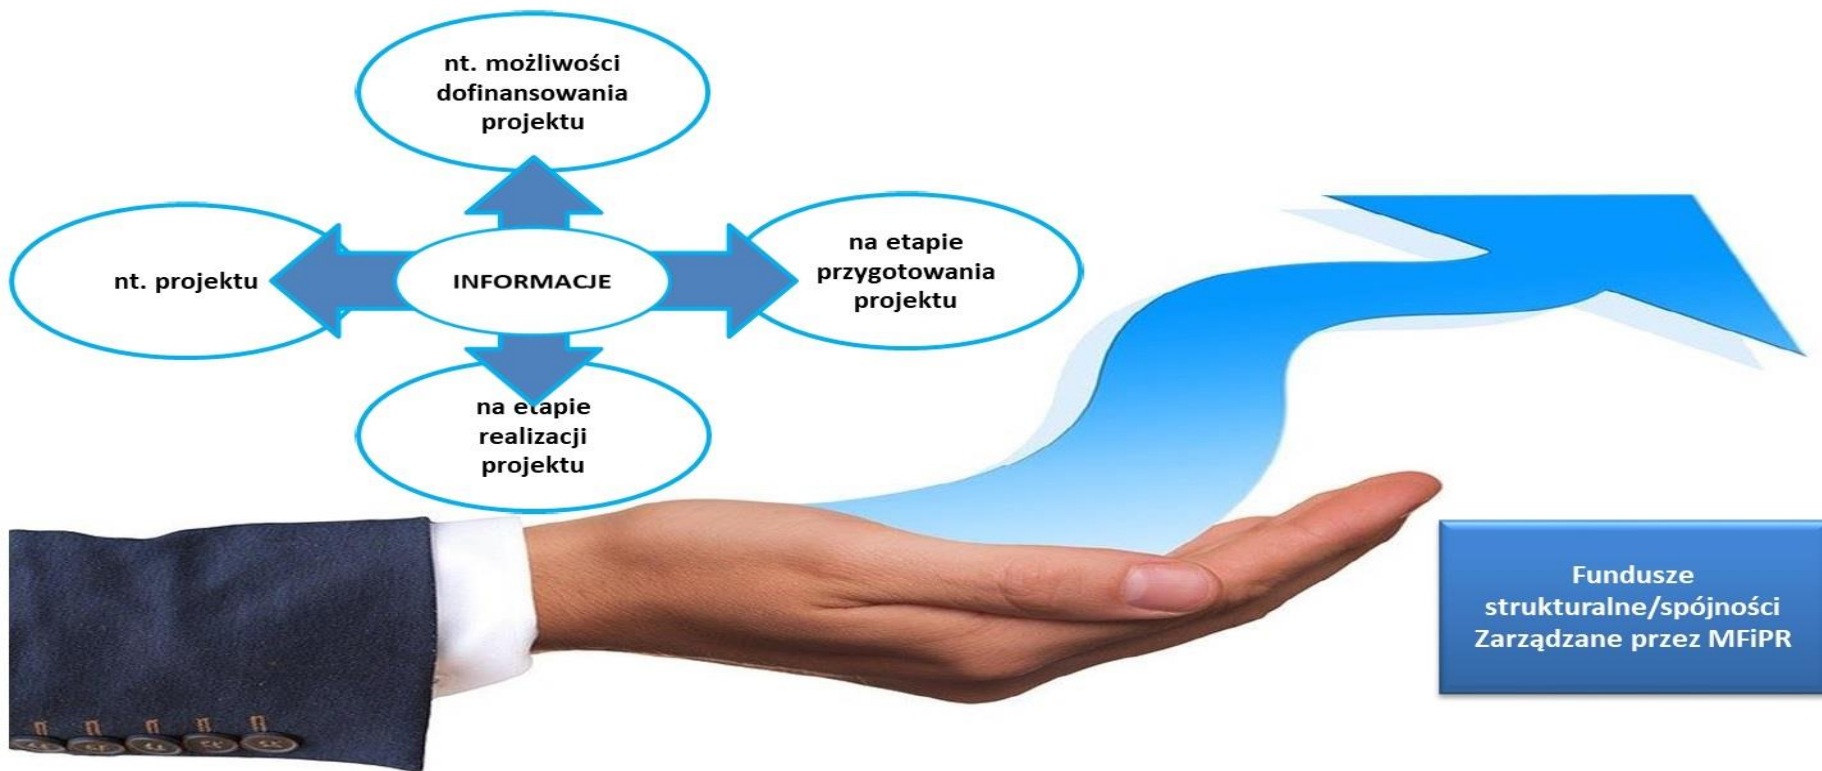 nt. możliwości
dofinansowania
projektu
nt. projektu
INFORMACJE
na etapie
przygotowania
projektu
na etapie
realizacji
projektu
Fundusze
strukturalne/spójności
Zarządzane przez MFiPR